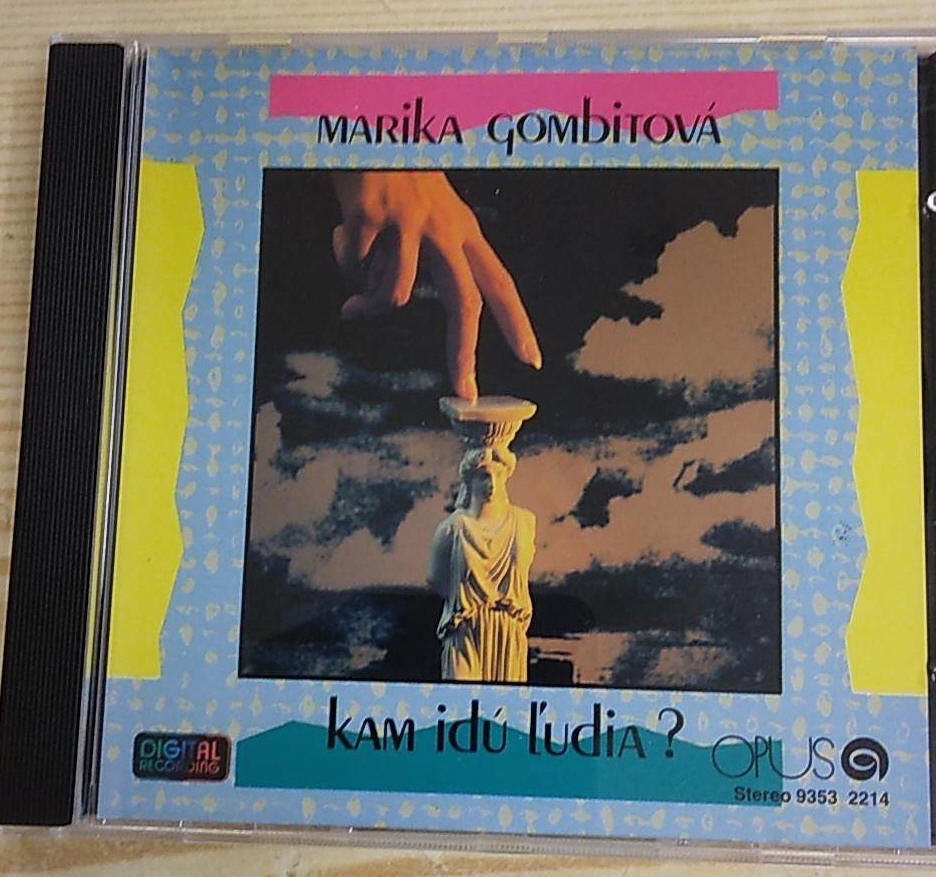 MARIKA GOMBITOVÁ
KAM IDÚ ĽUDIA?
DIGITAL
RECORDING
OPUS
Stereo 9353 2214